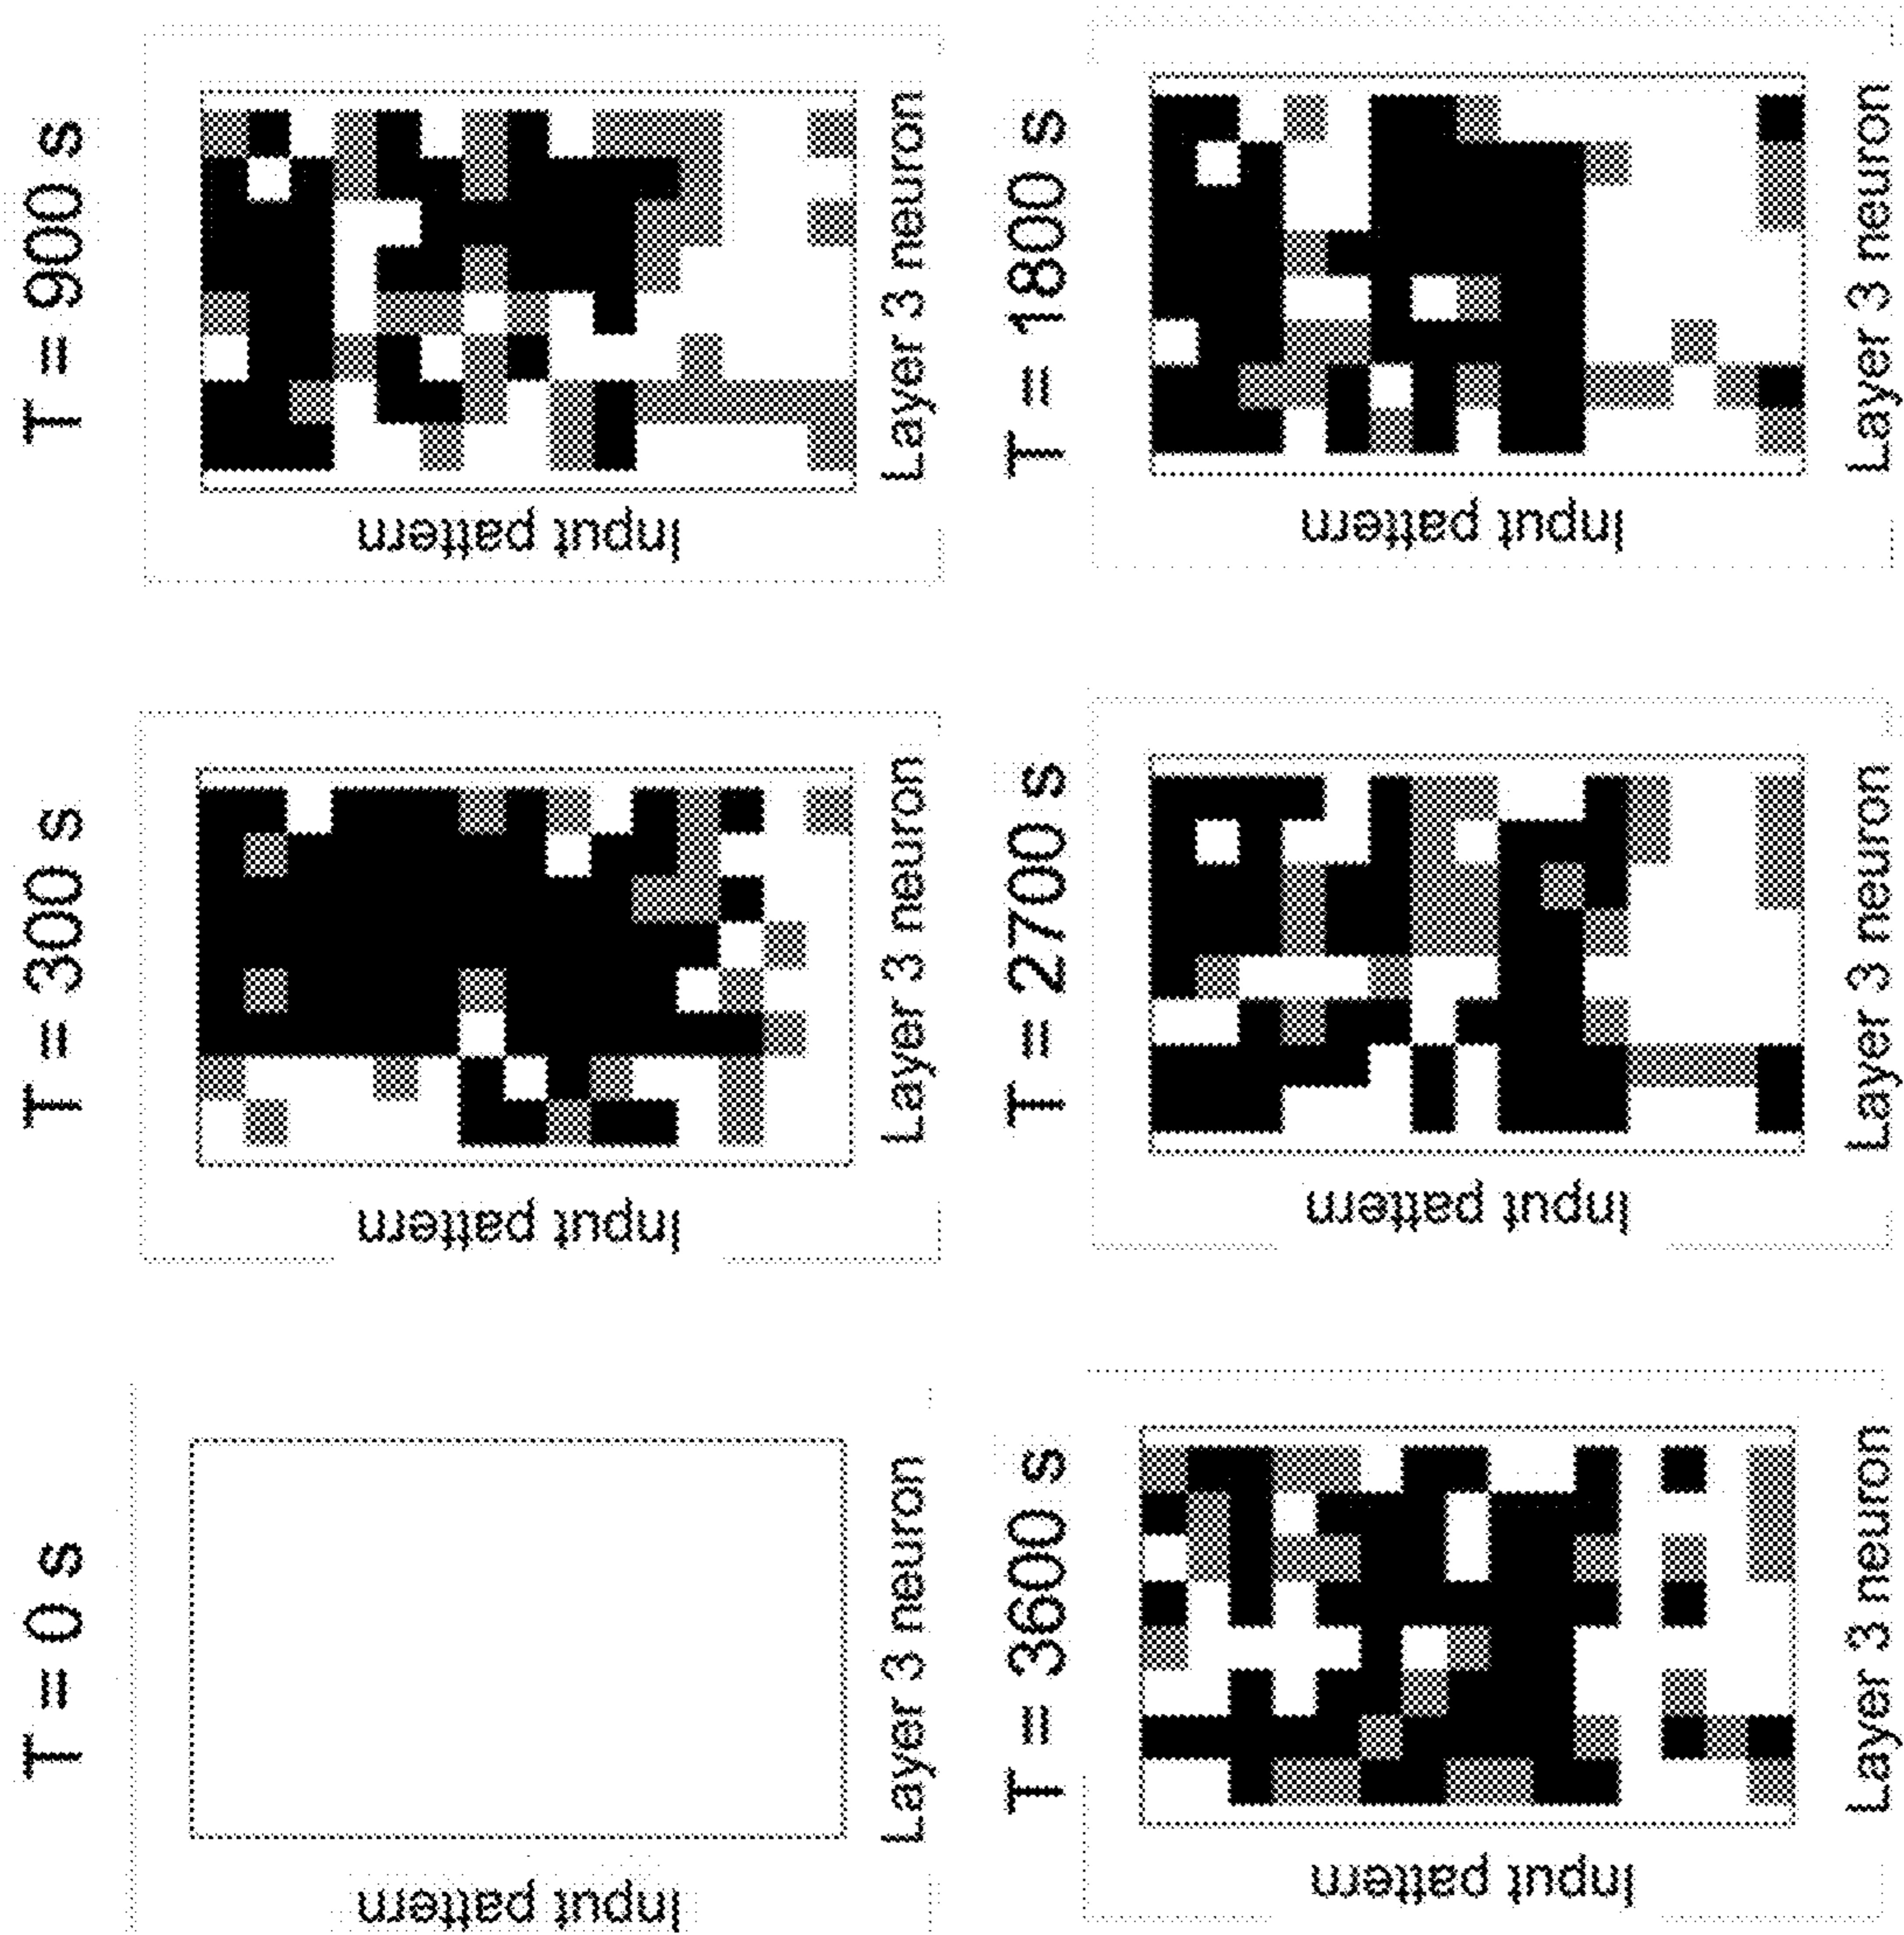 T = 0 s
Input pattern
Layer 3 neuron
T = 300 s
Input pattern
Layer 3 neuron
T = 900 s
Input pattern
Layer 3 neuron
T = 3600 s
Input pattern
Layer 3 neuron
T = 2700 s
Input pattern
Layer 3 neuron
T = 1800 s
Input pattern
Layer 3 neuron